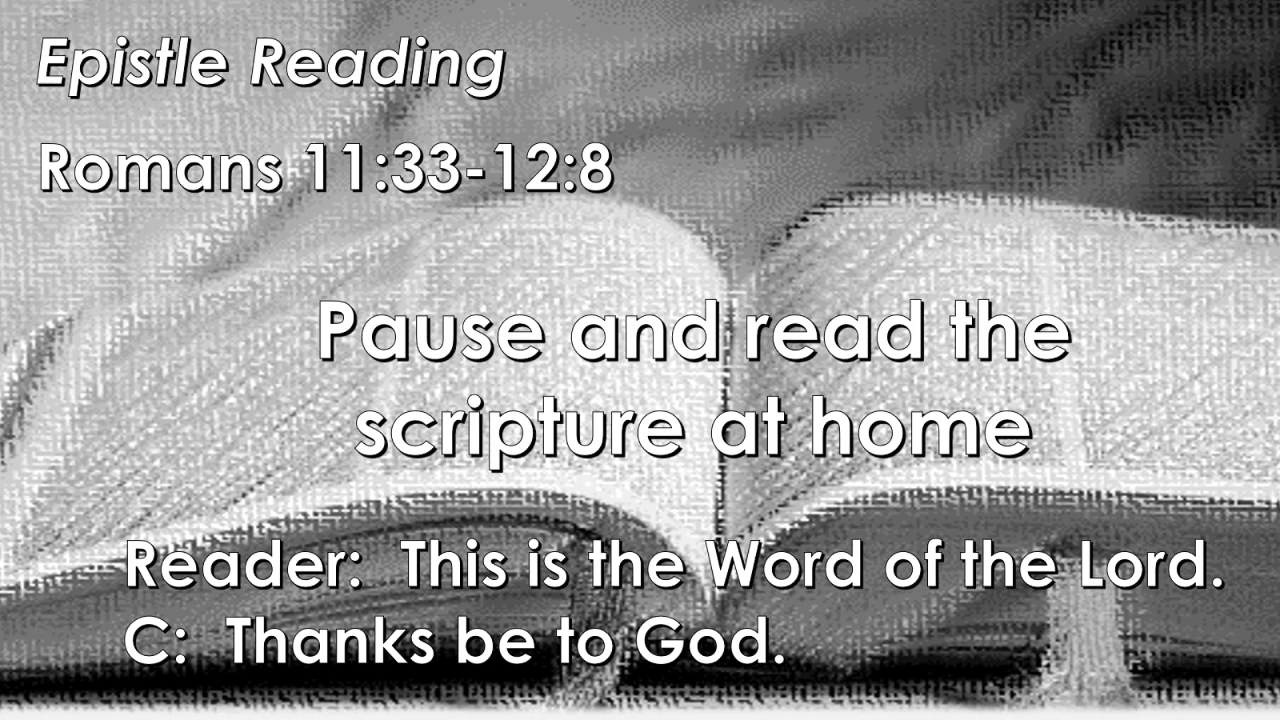 Epistle Reading
Romans 11:33-12:8
Pause and read the
scripture at home
Reader:  This is the Word of the Lord.
C:  Thanks be to God.